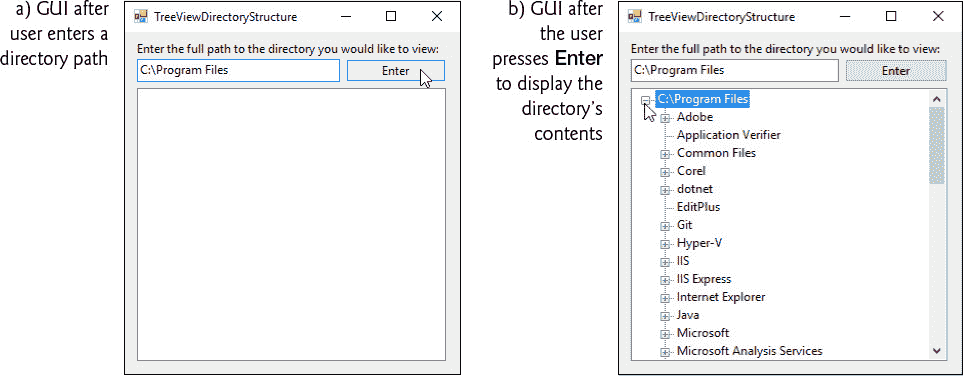 a) GUI after
user enters a
directory path
TreeViewDirectoryStructure
Enter the full path to the directory you would like to view:
C:\Program Files
Enter
b) GUI after
the user
presses Enter
to display the
directory's
contents
TreeViewDirectoryStructure
Enter the full path to the directory you would like to view:
C:\Program Files
Enter
C:\Program Files
Adobe
Application Verifier
Common Files
Corel
dotnet
EditPlus
Git
Hyper-V
IIS
IIS Express
Internet Explorer
Java
Microsoft
Microsoft Analysis Services